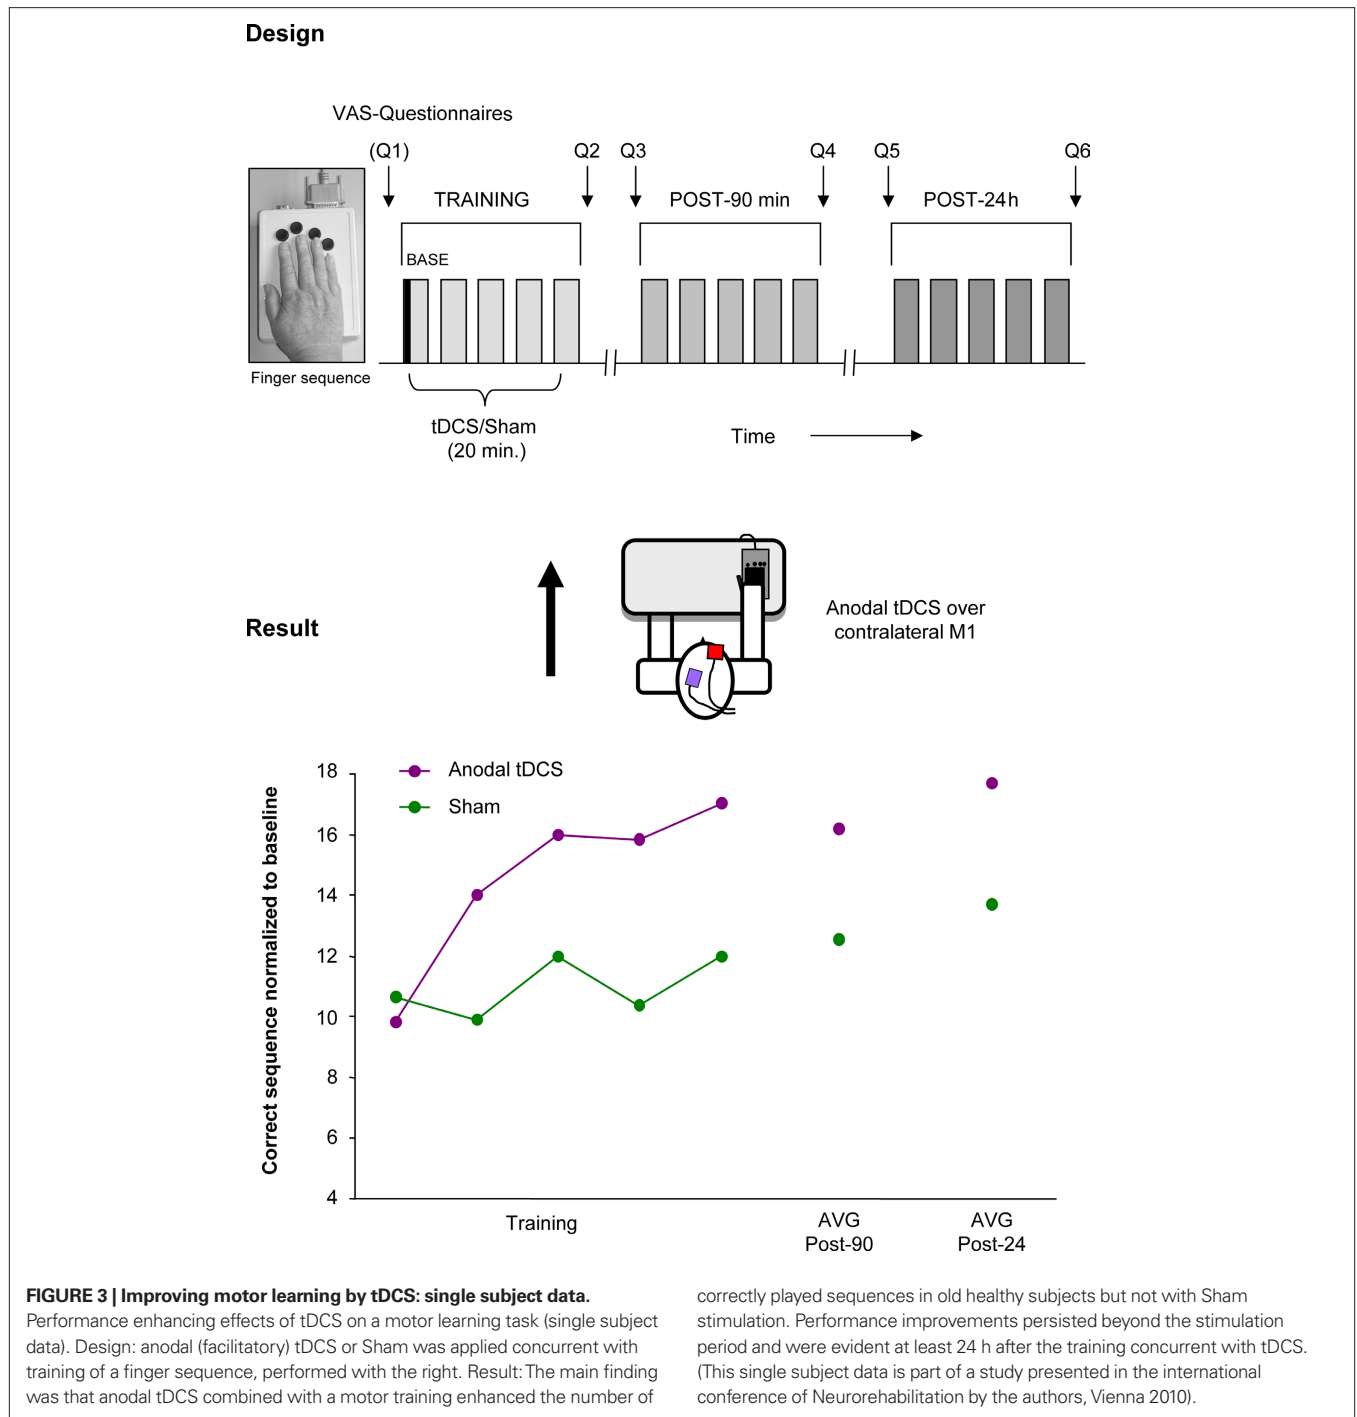 Design
VAS-Questionnaires
(Q1) Q2 Q3 Q4 Q5 Q6
TRAINING POST-90 min POST-24h
BASE
Finger sequence
tDCS/Sham
(20 min.)
Time
Result
Anodal tDCS over
contralateral M1
Anodal tDCS
Sham
Correct sequence normalized to baseline
18
16
14
12
10
8
6
4
Training
AVG
Post-90
AVG
Post-24
FIGURE 3 | Improving motor learning by tDCS: single subject data.
Performance enhancing effects of tDCS on a motor learning task (single subject
data). Design: anodal (facilitatory) tDCS or Sham was applied concurrent with
training of a finger sequence, performed with the right. Result: The main finding
was that anodal tDCS combined with a motor training enhanced the number of
correctly played sequences in old healthy subjects but not with Sham
stimulation. Performance improvements persisted beyond the stimulation
period and were evident at least 24 h after the training concurrent with tDCS.
(This single subject data is part of a study presented in the international
conference of Neurorehabilitation by the authors, Vienna 2010).